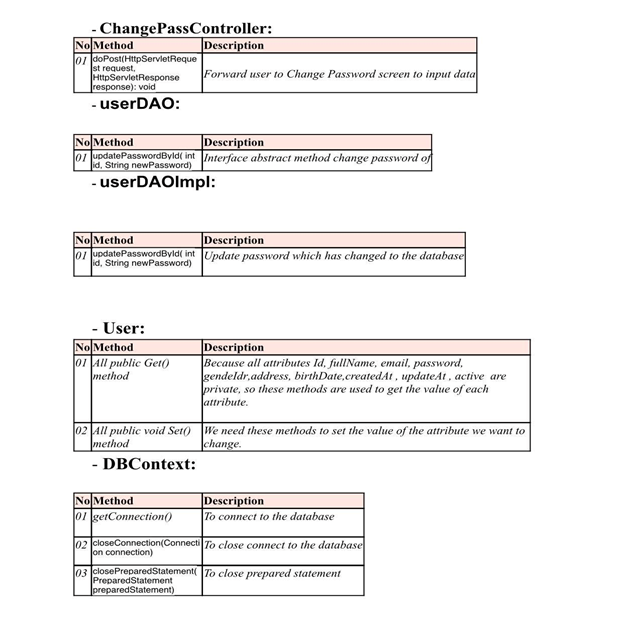 - ChangePassController:
No Method Description
01 doPost(HttpServletReque
st request,
HttpServletResponse
response): void
Forward user to Change Password screen to input data
- userDAO:
No Method Description
01 updatePasswordById( int
id, String newPassword)
Interface abstract method change password of
- userDAOImpl:
No Method Description
01 updatePasswordById( int
id, String newPassword)
Update password which has changed to the database
- User:
No Method Description
01 All public Get()
method
Because all attributes Id, fullName, email, password,
gendeIdr,address, birthDate,createdAt , updateAt , active are
private, so these methods are used to get the value of each
attribute.
02 All public void Set()
method
We need these methods to set the value of the attribute we want to
change.
- DBContext:
No Method Description
01 getConnection() To connect to the database
02 closeConnection(Connecti
on connection)
To close connect to the database
03 closePreparedStatement(
PreparedStatement
preparedStatement)
To close prepared statement